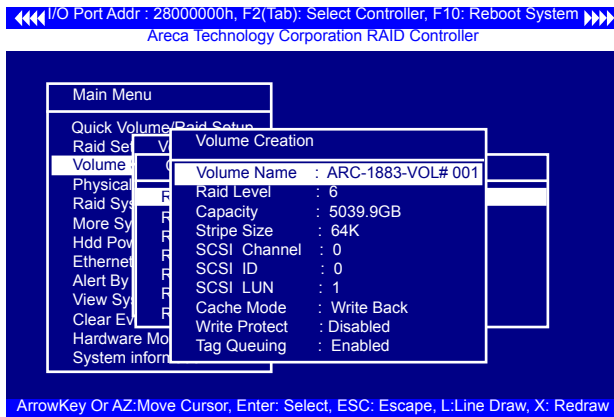 I/O Port Addr : 28000000h, F2(Tab): Select Controller, F10: Reboot System
Areca Technology Corporation RAID Controller
Main Menu
Quick Volume/Raid Setup
Raid Set
Volume
Physical
Raid Sys
More Sy
Hdd Pow
Ethernet
Alert By
View Sy
Clear Ev
Hardware Mo
System inform
V
R
R
R
R
R
R
R
Volume Creation
Volume Name : ARC-1883-VOL# 001
Raid Level : 6
Capacity : 5039.9GB
Stripe Size : 64K
SCSI Channel : 0
SCSI ID : 0
SCSI LUN : 1
Cache Mode : Write Back
Write Protect : Disabled
Tag Queuing : Enabled
ArrowKey Or AZ:Move Cursor, Enter: Select, ESC: Escape, L:Line Draw, X: Redraw